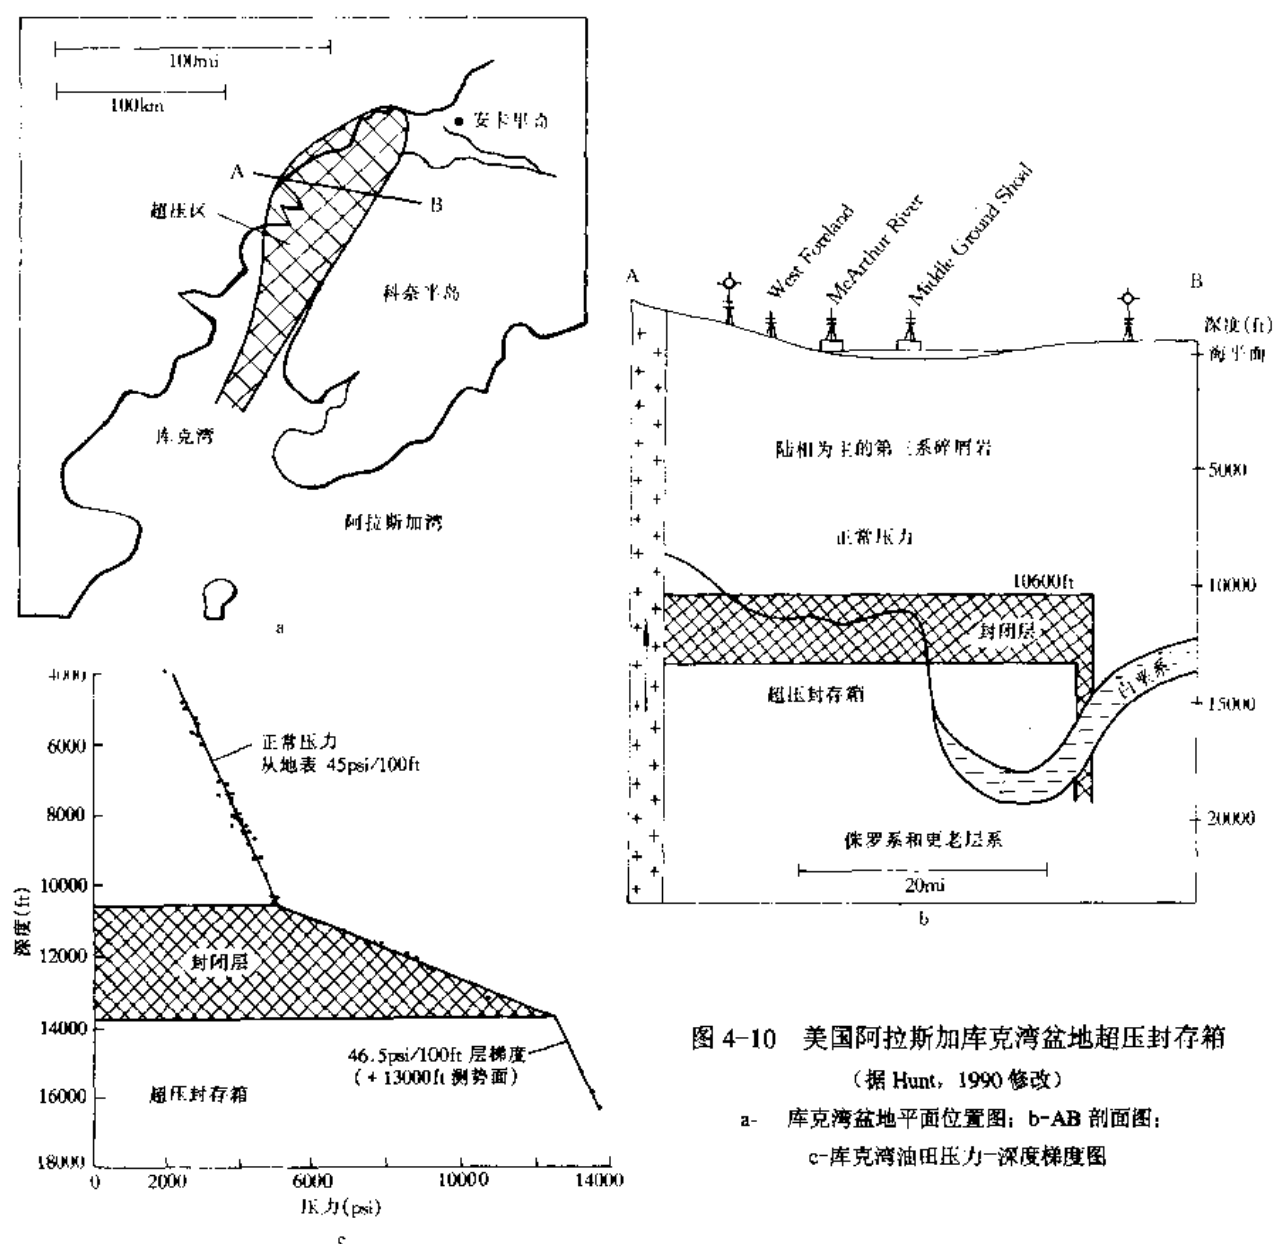 100mi
100km
安卡里奇
A
B
超压区
科奈半岛
库克湾
阿拉斯加湾
a
A
West Foreland
McArthur River
Middle Ground Shoal
B
深度(ft)
海平面
陆相为主的第三系碎屑岩
5000
正常压力
10600ft
10000
封闭层
超压封存箱
白垩系
15000
侏罗系和更老层系
20000
20mi
b
4000
6000
正常压力
从地表 45psi/100ft
8000
10000
深度(ft)
12000
封闭层
14000
46.5psi/100ft 层梯度
(+13000ft 测势面)
超压封存箱
16000
18000
0
2000
6000
10000
14000
压力(psi)
c
图 4-10 美国阿拉斯加库克湾盆地超压封存箱
(据 Hunt, 1990 修改)
a- 库克湾盆地平面位置图; b-AB 剖面图;
c-库克湾油田压力-深度梯度图